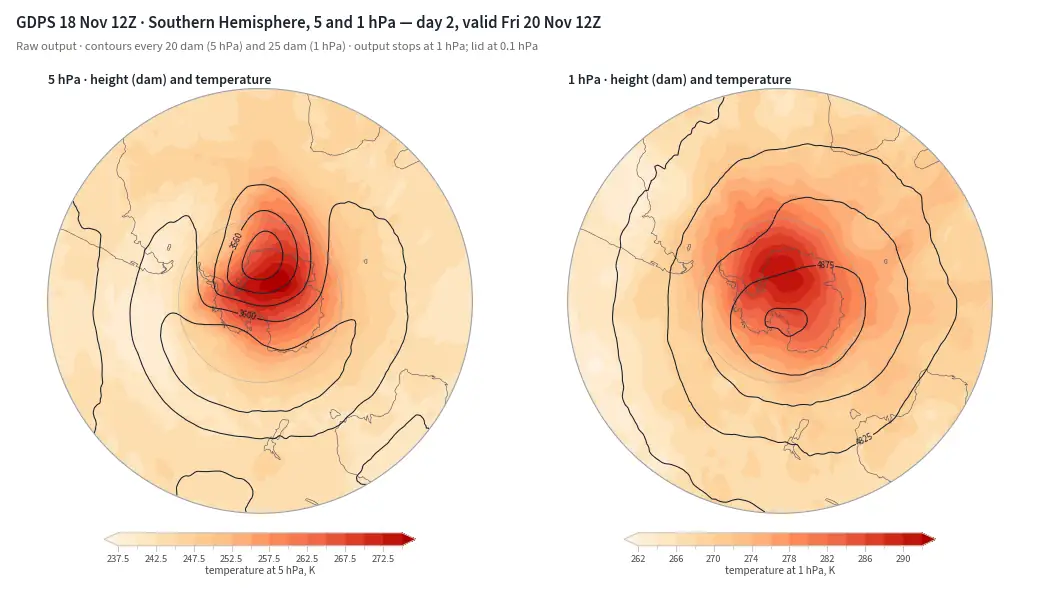 GDPS 18 Nov 12Z · Southern Hemisphere, 5 and 1 hPa — day 2, valid Fri 20 Nov 12Z
Raw output · contours every 20 dam (5 hPa) and 25 dam (1 hPa) · output stops at 1 hPa; lid at 0.1 hPa
5 hPa · height (dam) and temperature
1 hPa · height (dam) and temperature
3560
3600
4875
4825
237.5 242.5 247.5 252.5 257.5 262.5 267.5 272.5
temperature at 5 hPa, K
262 266 270 274 278 282 286 290
temperature at 1 hPa, K